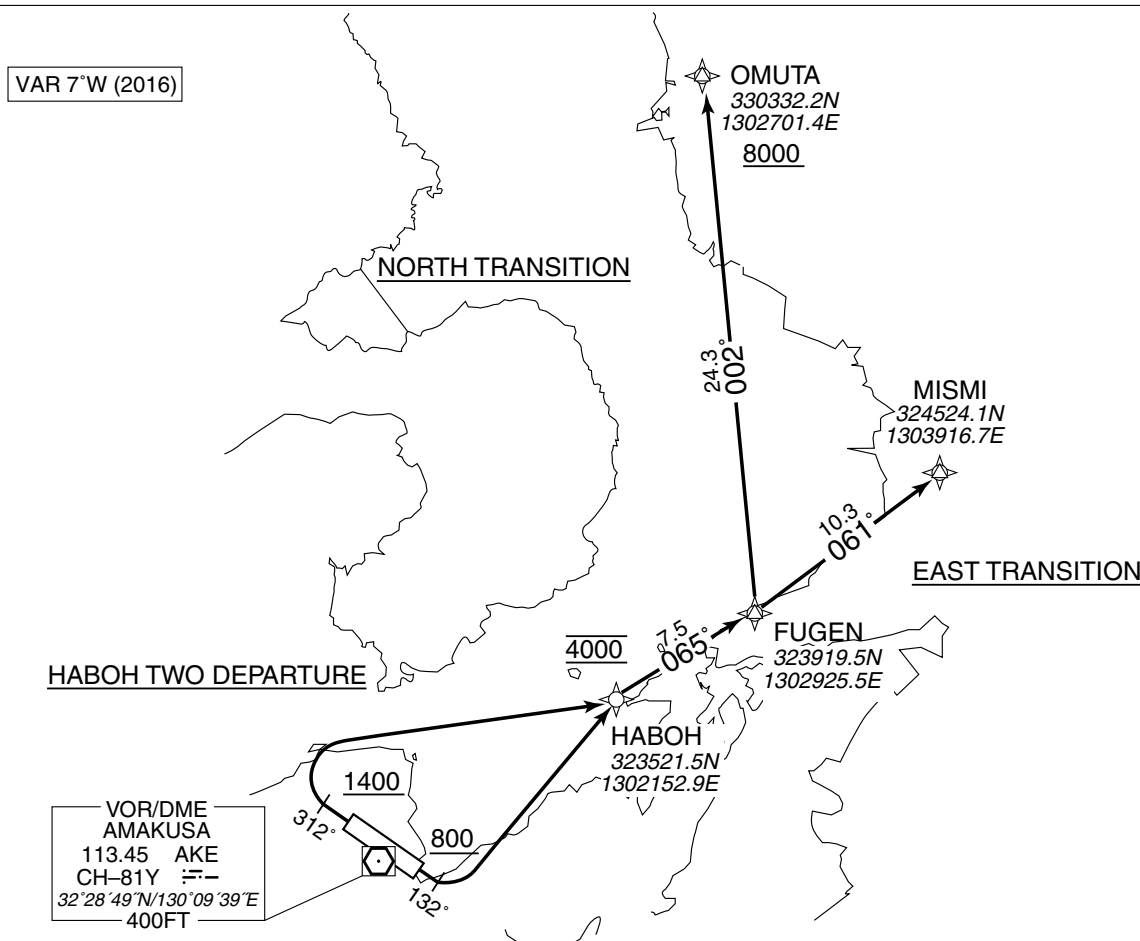 VAR 7˚W (2016)
OMUTA
330332.2N
1302701.4E
8000
NORTH TRANSITION
24.3
002˚
MISMI
324524.1N
1303916.7E
10.3
061˚
EAST TRANSITION
FUGEN
323919.5N
1302925.5E
7.5
065˚
4000
HABOH TWO DEPARTURE
HABOH
323521.5N
1302152.9E
1400
312˚
800
132˚
VOR/DME
AMAKUSA
113.45 AKE
CH–81Y
32˚28´49˝N/130˚09´39˝E
400FT